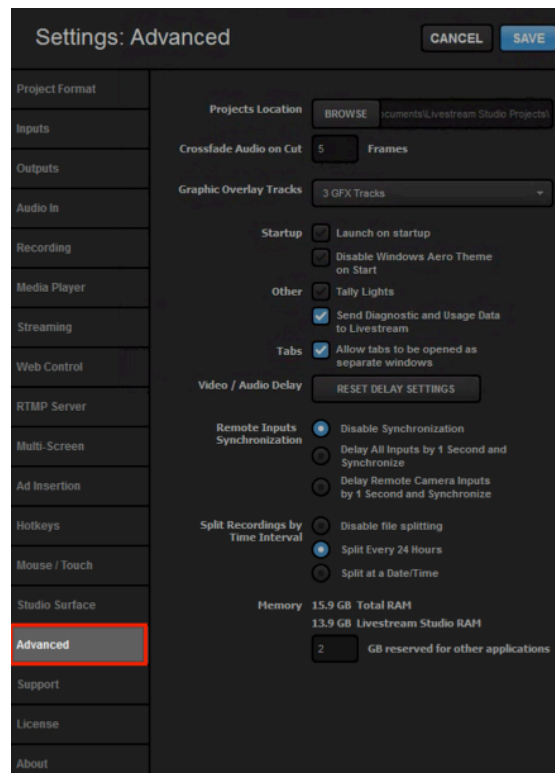 Settings: Advanced
CANCEL
SAVE
Project Format
Inputs
Outputs
Audio In
Recording
Media Player
Streaming
Web Control
RTMP Server
Multi-Screen
Ad Insertion
Hotkeys
Mouse / Touch
Studio Surface
Advanced
Support
License
About
Projects Location
BROWSE
ocuments\Livestream Studio Projects\
Crossfade Audio on Cut
5
Frames
Graphic Overlay Tracks
3 GFX Tracks
Startup
Launch on startup
Disable Windows Aero Theme
on Start
Other
Tally Lights
Send Diagnostic and Usage Data
to Livestream
Tabs
Allow tabs to be opened as
separate windows
Video / Audio Delay
RESET DELAY SETTINGS
Remote Inputs
Synchronization
Disable Synchronization
Delay All Inputs by 1 Second and
Synchronize
Delay Remote Camera Inputs
by 1 Second and Synchronize
Split Recordings by
Time Interval
Disable file splitting
Split Every 24 Hours
Split at a Date/Time
Memory
15.9 GB Total RAM
13.9 GB Livestream Studio RAM
2
GB reserved for other applications